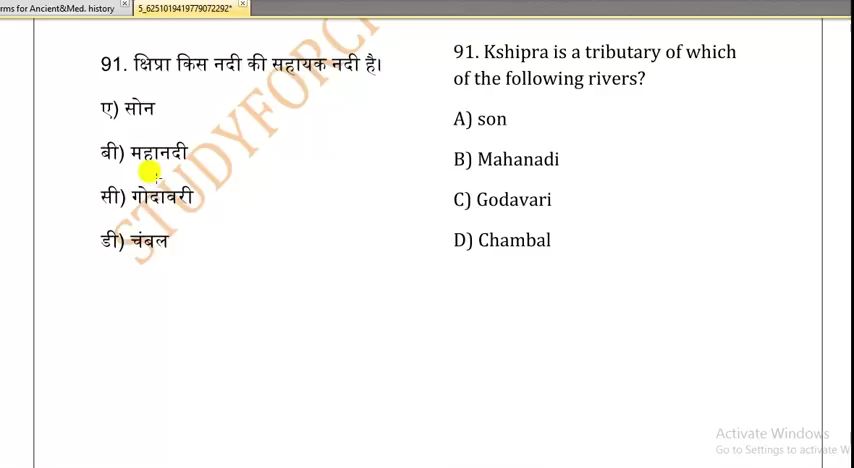 rms for Ancient&Med. history
5_6251019419779072292*
91. क्षिप्रा किस नदी की सहायक नदी है।
ए) सोन
बी) महानदी
सी) गोदावरी
डी) चंबल
91. Kshipra is a tributary of which
of the following rivers?
A) son
B) Mahanadi
C) Godavari
D) Chambal
STUDYFORC
Activate Windows
Go to Settings to activate W